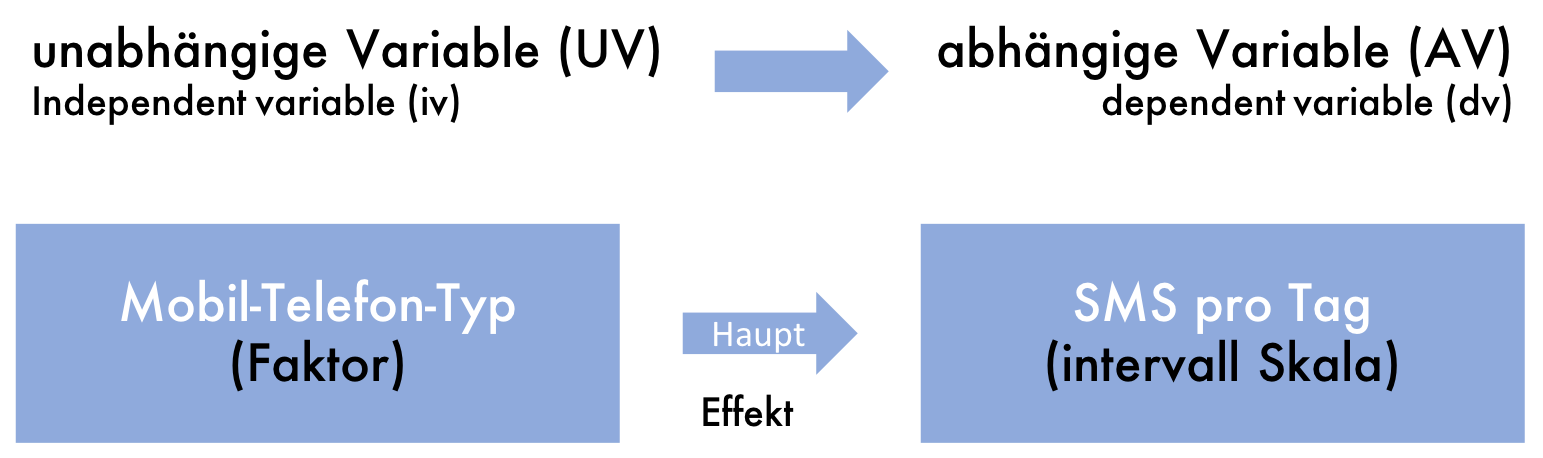 unabhängige Variable (UV)
Independent variable (iv)
abhängige Variable (AV)
dependent variable (dv)
Mobil-Telefon-Typ
(Faktor)
Haupt
Effekt
SMS pro Tag
(intervall Skala)